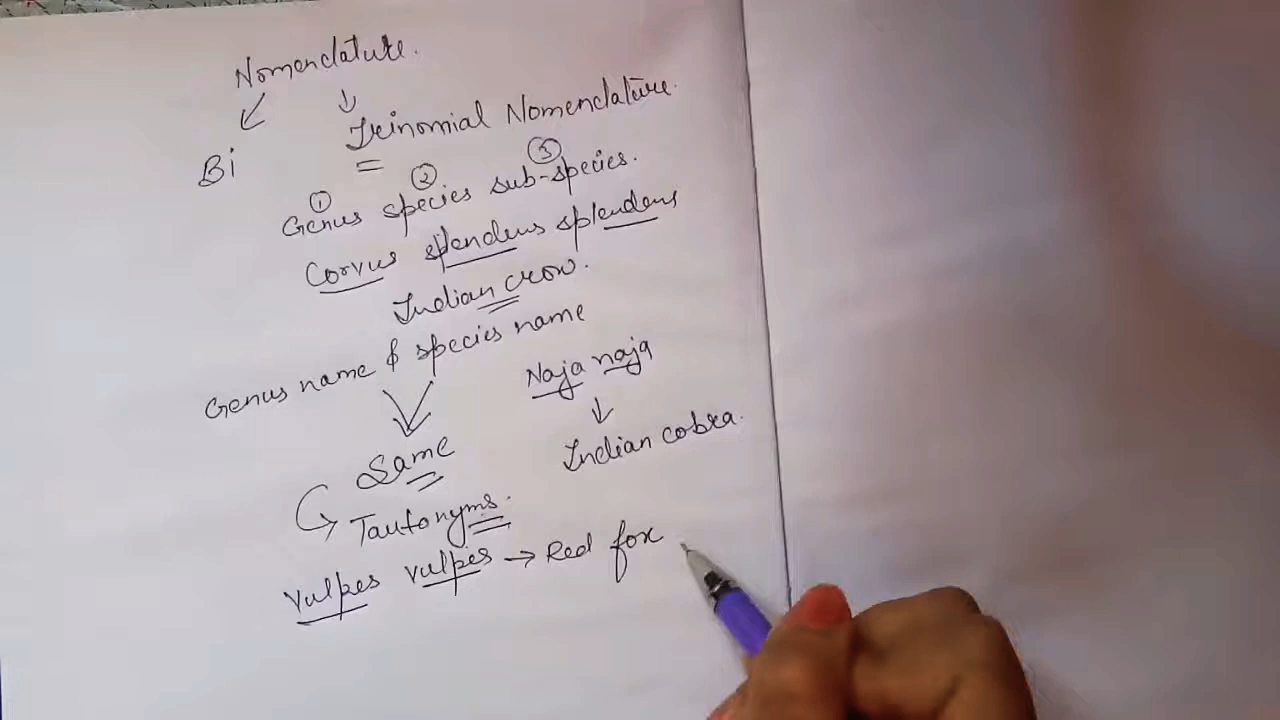 Nomenclature.
↙ ↓
Bi Trinomial Nomenclature.
① ② ③
Genus species sub-species.
Corvus splendens splendens
Indian crow.
Genus name & species name
Same
Tautonyms.
Naja naja
↓
Indian cobra.
Vulpes vulpes → Red fox